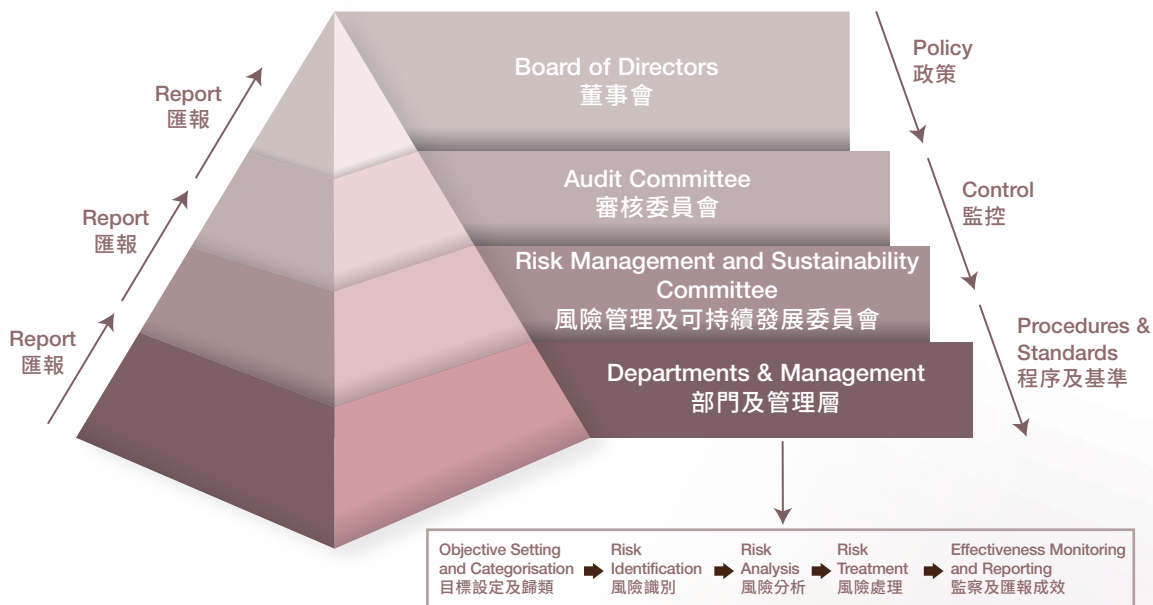 Board of Directors
董事會
Audit Committee
審核委員會
Risk Management and Sustainability
Committee
風險管理及可持續發展委員會
Departments & Management
部門及管理層
Report
匯報
Report
匯報
Report
匯報
Policy
政策
Control
監控
Procedures &
Standards
程序及基準
Objective Setting
and Categorisation
目標設定及歸類
Risk
Identification
風險識別
Risk
Analysis
風險分析
Risk
Treatment
風險處理
Effectiveness Monitoring
and Reporting
監察及匯報成效